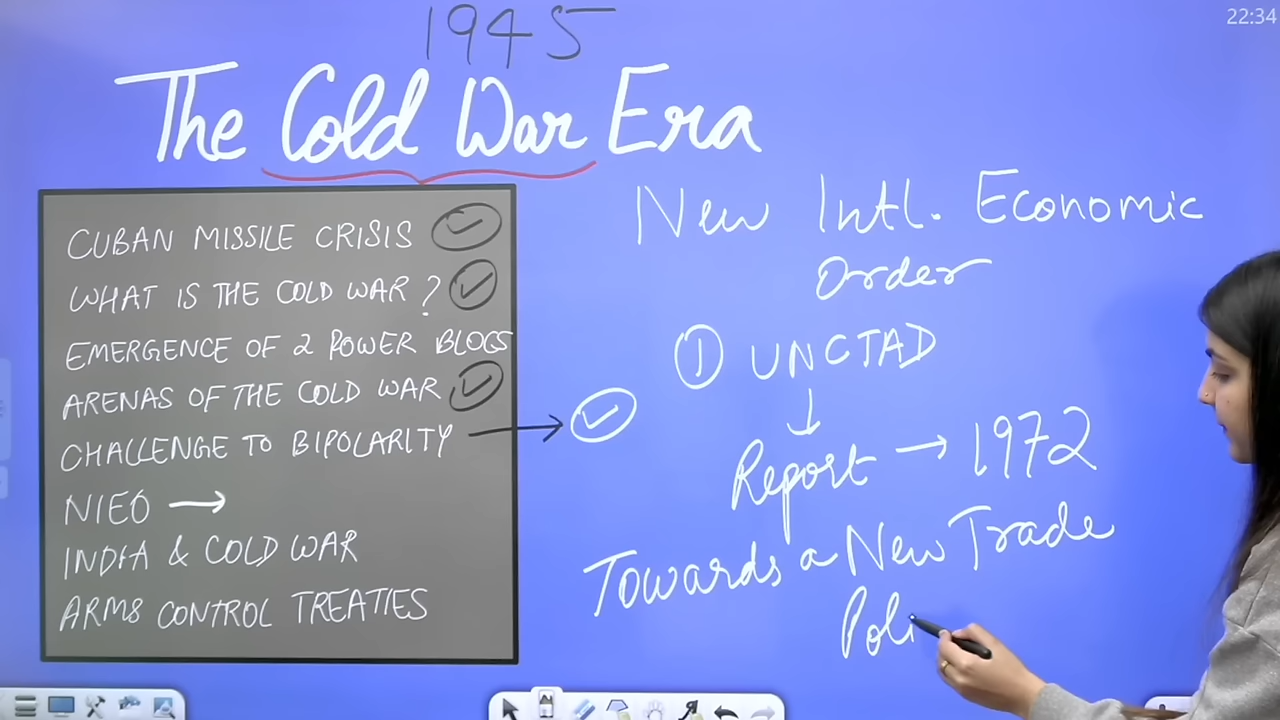 22:34
1945
The Cold War Era
CUBAN MISSILE CRISIS
WHAT IS THE COLD WAR?
EMERGENCE OF 2 POWER BLOCS
ARENAS OF THE COLD WAR
CHALLENGE TO BIPOLARITY
NIEO →
INDIA & COLD WAR
ARMS CONTROL TREATIES
New Intl. Economic
Order
① UNCTAD
↓
Report → 1972
Towards a New Trade
Poli